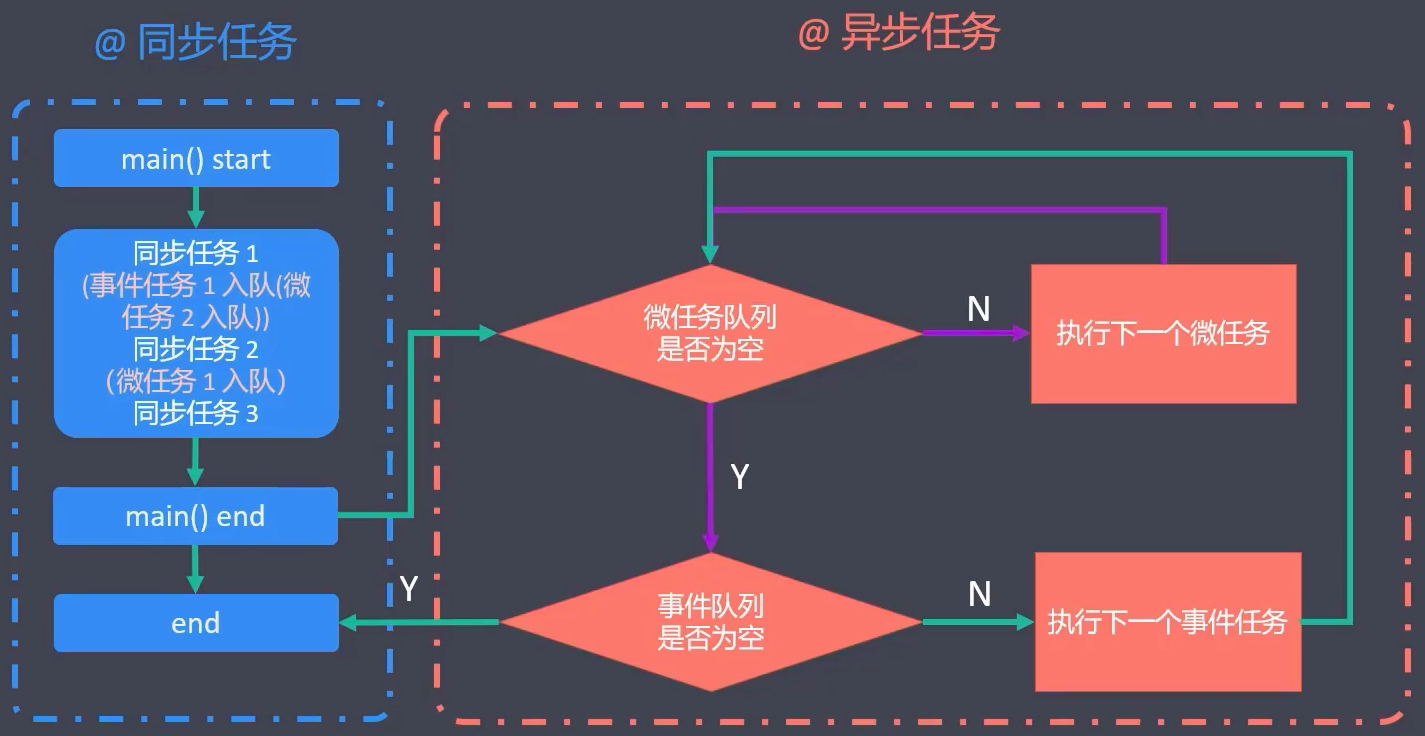 @ 同步任务
main() start
同步任务 1
(事件任务 1 入队(微
任务 2 入队))
同步任务 2
（微任务 1 入队）
同步任务 3
main() end
end
@ 异步任务
微任务队列
是否为空
N
执行下一个微任务
Y
事件队列
是否为空
N
执行下一个事件任务
Y